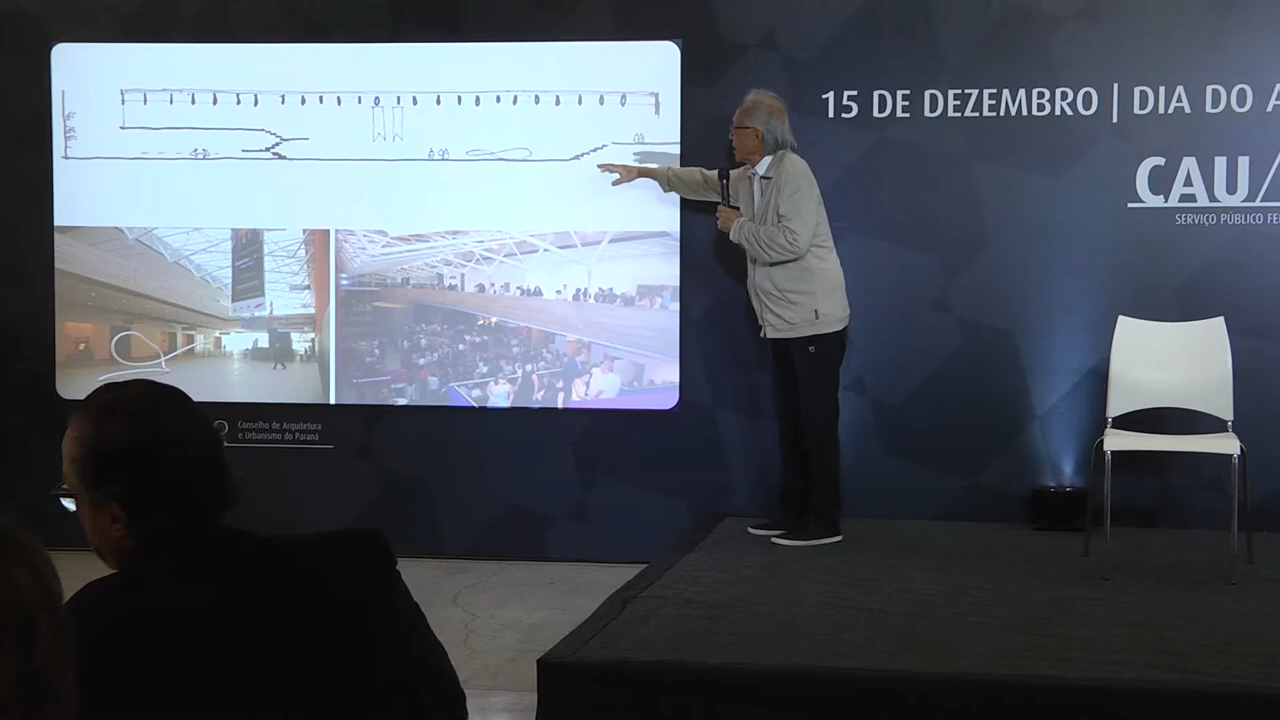 15 DE DEZEMBRO | DIA DO A
CAU/
SERVIÇO PÚBLICO FE
Conselho de Arquitetura
e Urbanismo do Paraná